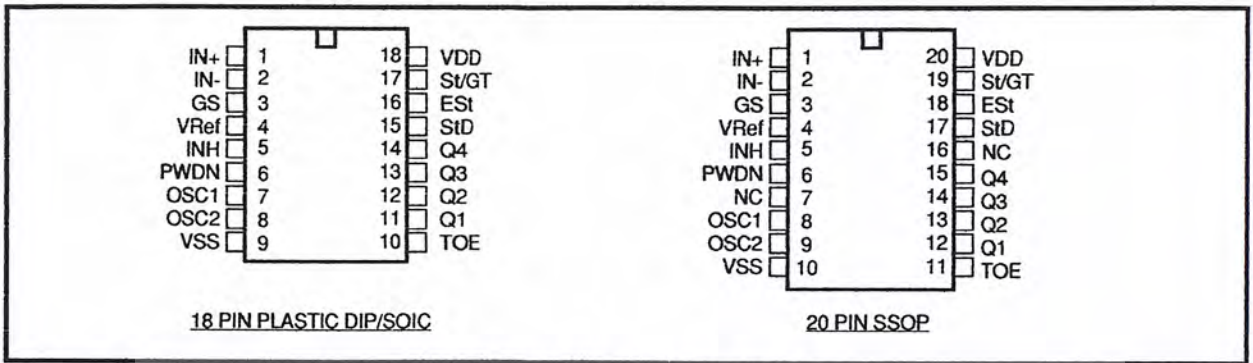 IN+ 1 18 VDD
IN- 2 17 St/GT
GS 3 16 ESt
VRef 4 15 StD
INH 5 14 Q4
PWDN 6 13 Q3
OSC1 7 12 Q2
OSC2 8 11 Q1
VSS 9 10 TOE
18 PIN PLASTIC DIP/SOIC
IN+ 1 20 VDD
IN- 2 19 St/GT
GS 3 18 ESt
VRef 4 17 StD
INH 5 16 NC
PWDN 6 15 Q4
NC 7 14 Q3
OSC1 8 13 Q2
OSC2 9 12 Q1
VSS 10 11 TOE
20 PIN SSOP